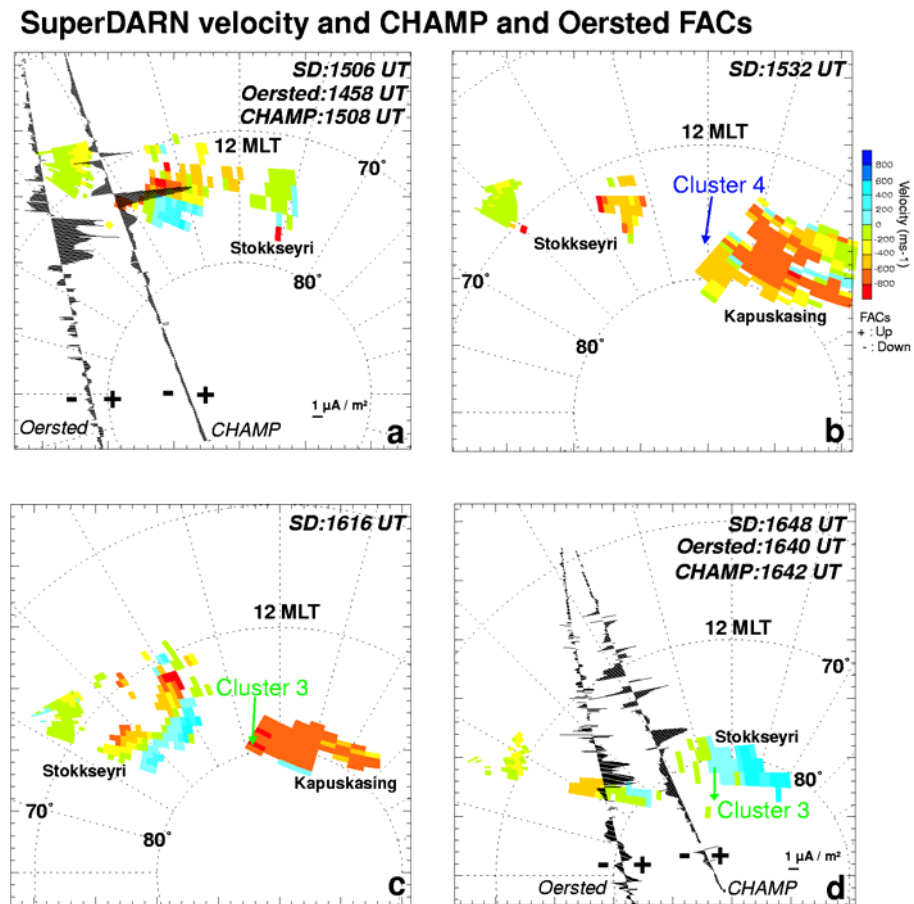 SuperDARN velocity and CHAMP and Oersted FACs
SD:1506 UT
Oersted:1458 UT
CHAMP:1508 UT
12 MLT
70°
Stokkseyri
80°
- +
- +
1 µA / m²
Oersted
CHAMP
a
SD:1532 UT
12 MLT
Cluster 4
Stokkseyri
70°
Kapuskasing
80°
b
800
600
400
200
0
-200
-400
-600
-800
Velocity (ms-1)
FACs
+ : Up
- : Down
SD:1616 UT
12 MLT
Cluster 3
Stokkseyri
Kapuskasing
70°
80°
c
SD:1648 UT
Oersted:1640 UT
CHAMP:1642 UT
12 MLT
70°
Stokkseyri
80°
Cluster 3
- +
- +
1 µA / m²
Oersted
CHAMP
d